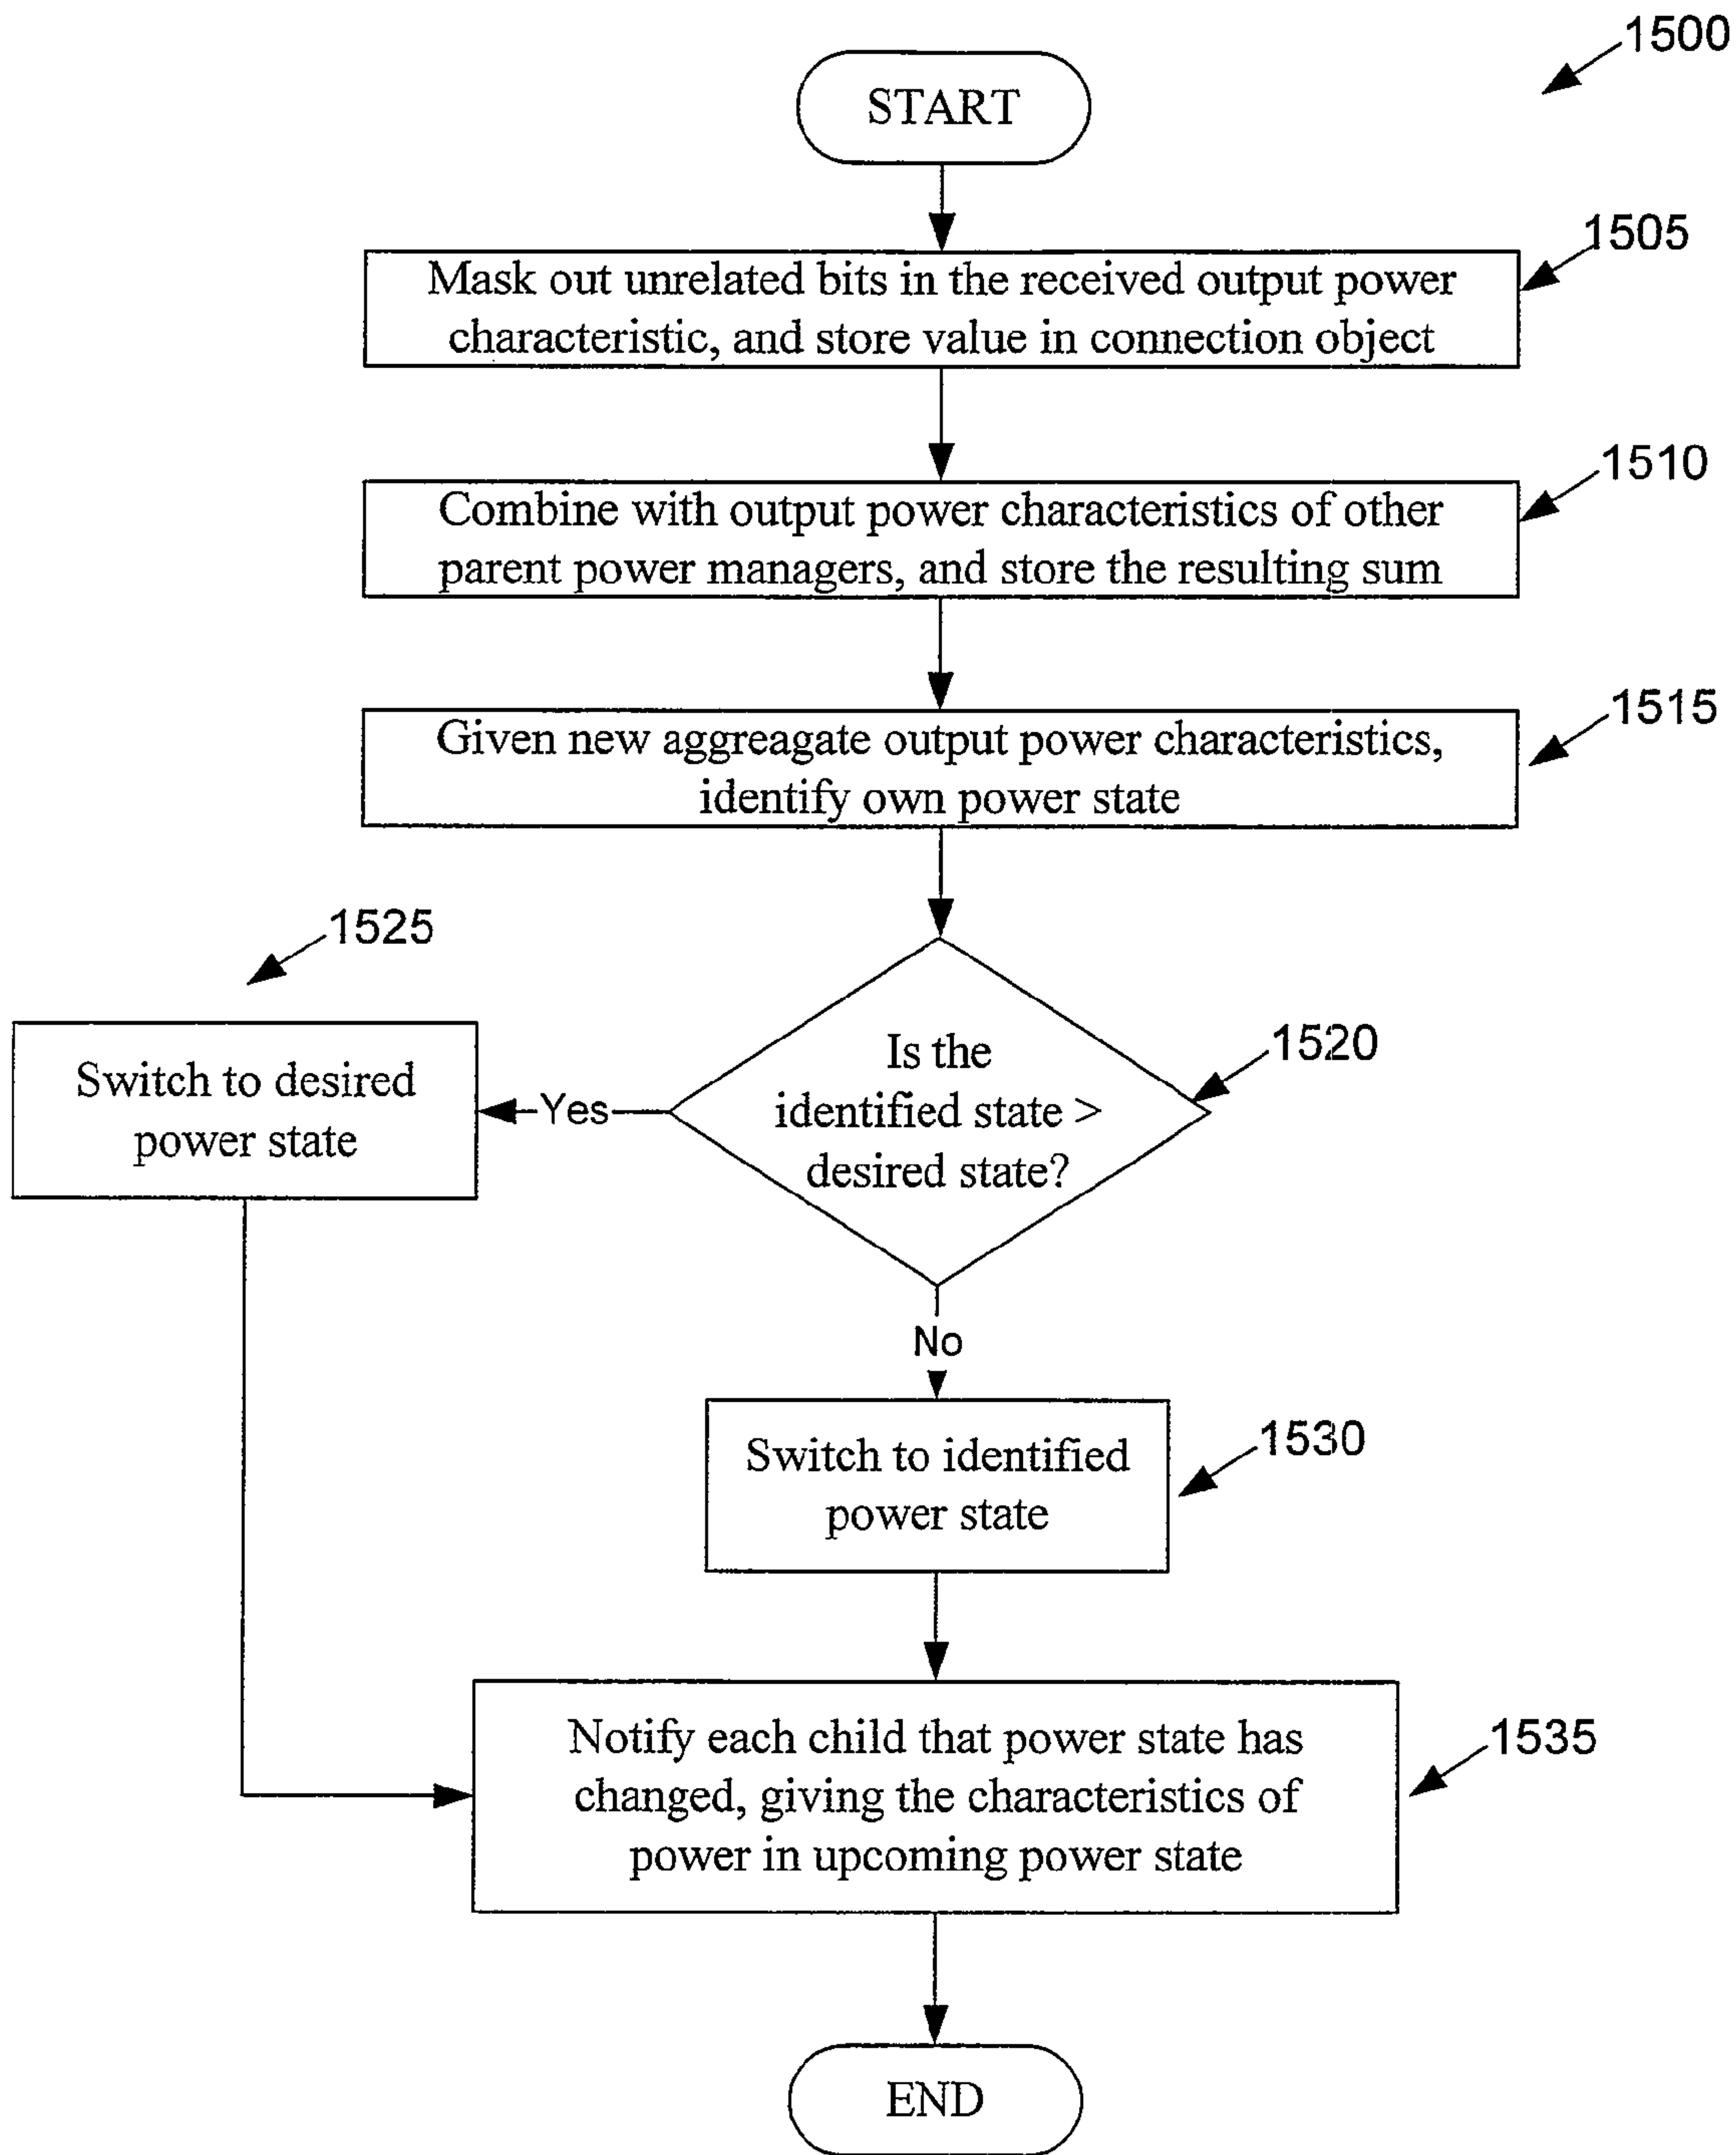 1500
START
1505
Mask out unrelated bits in the received output power
characteristic, and store value in connection object
1510
Combine with output power characteristics of other
parent power managers, and store the resulting sum
1515
Given new aggreagate output power characteristics,
identify own power state
1525
Switch to desired
power state
Yes
1520
Is the
identified state >
desired state?
No
1530
Switch to identified
power state
1535
Notify each child that power state has
changed, giving the characteristics of
power in upcoming power state
END